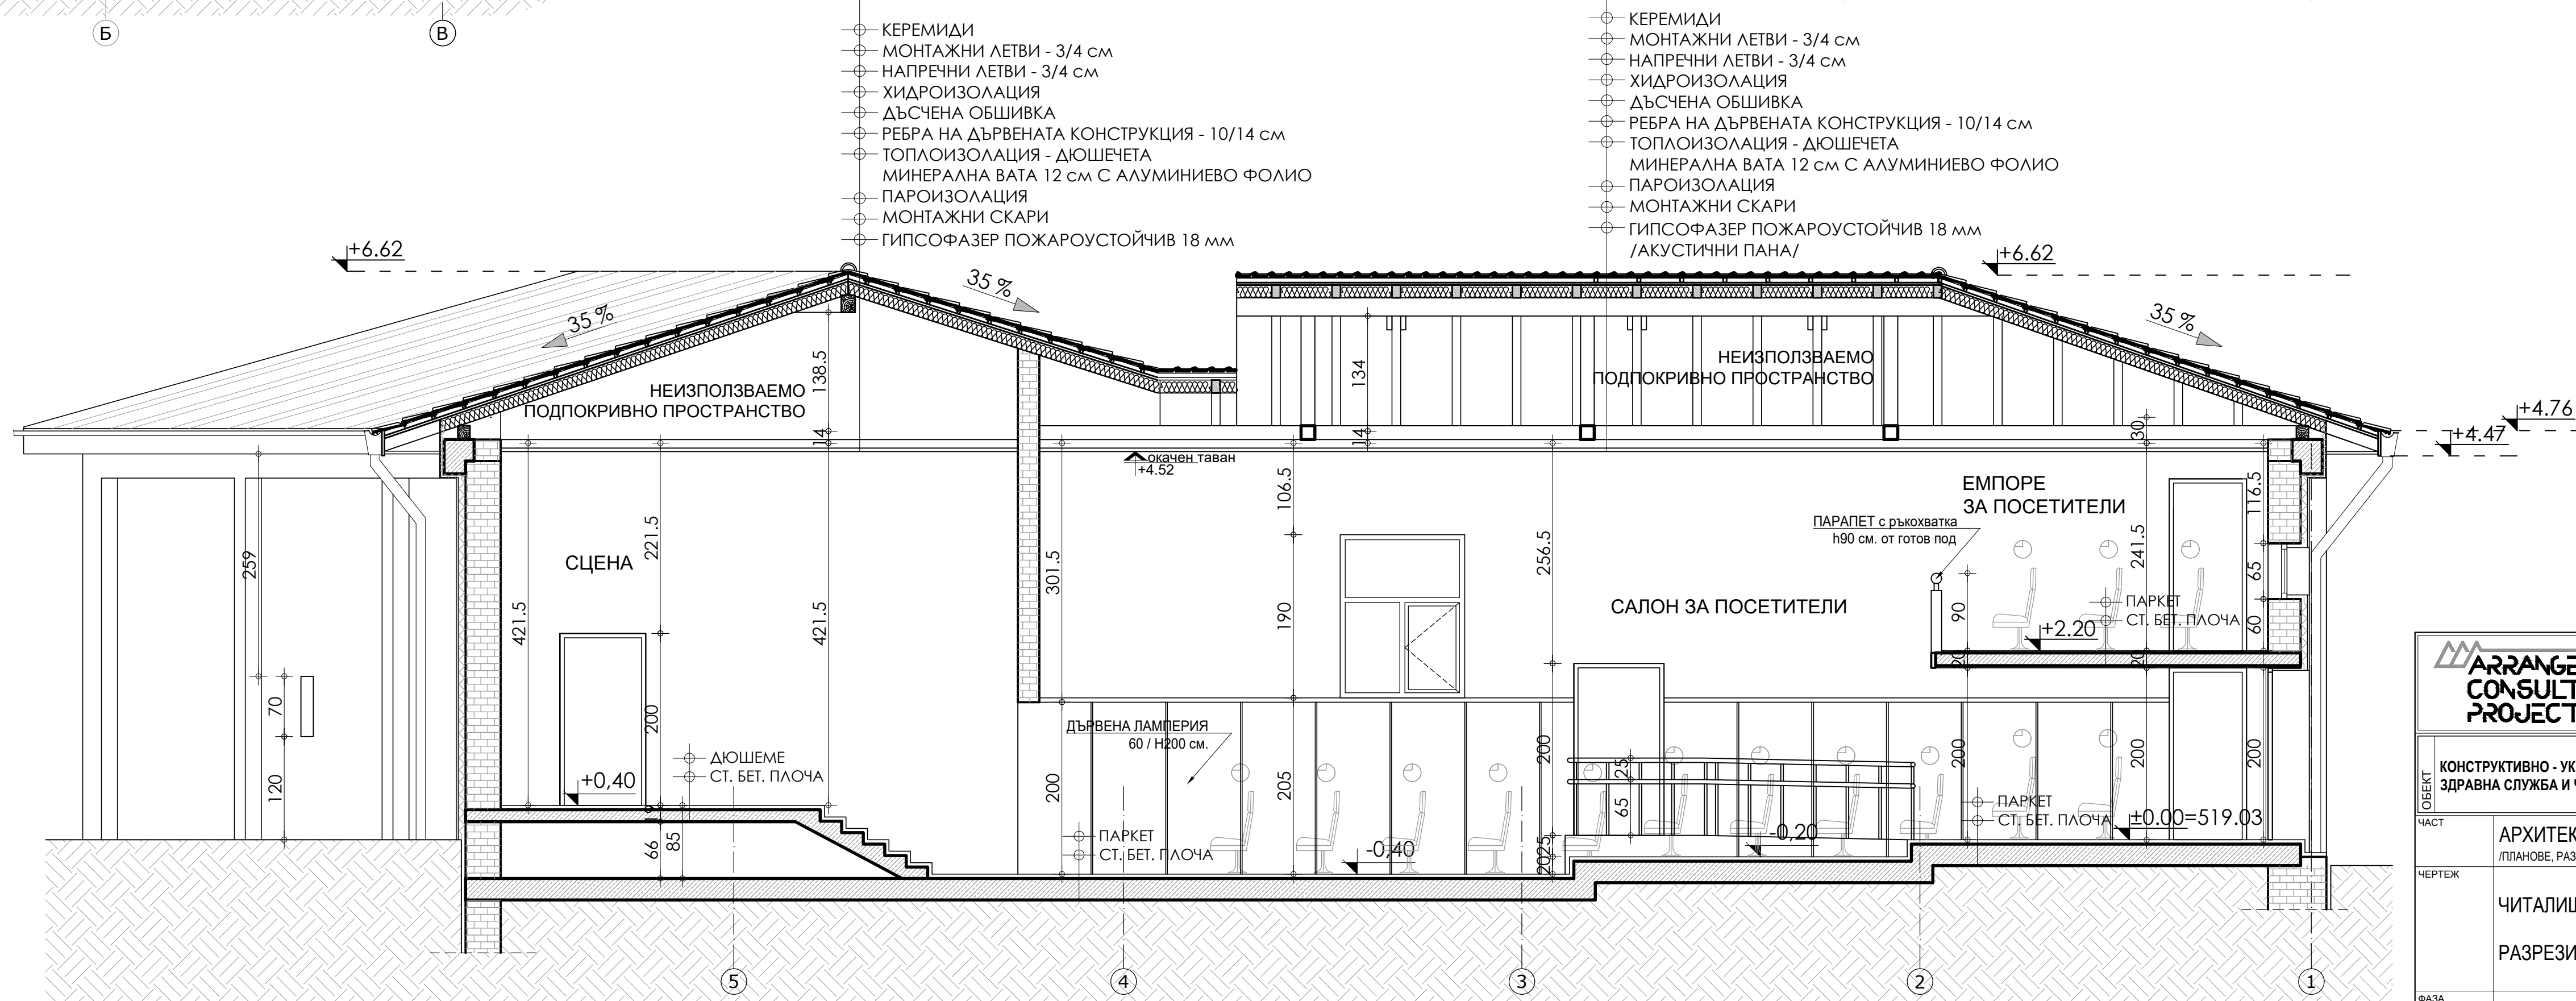 Б
В
КЕРЕМИДИ
МОНТАЖНИ ЛЕТВИ - 3/4 см
НАПРЕЧНИ ЛЕТВИ - 3/4 см
ХИДРОИЗОЛАЦИЯ
ДЪСЧЕНА ОБШИВКА
РЕБРА НА ДЪРВЕНАТА КОНСТРУКЦИЯ - 10/14 см
ТОПЛОИЗОЛАЦИЯ - ДЮШЕЧЕТА
МИНЕРАЛНА ВАТА 12 см С АЛУМИНИЕВО ФОЛИО
ПАРОИЗОЛАЦИЯ
МОНТАЖНИ СКАРИ
ГИПСОФАЗЕР ПОЖАРОУСТОЙЧИВ 18 мм
КЕРЕМИДИ
МОНТАЖНИ ЛЕТВИ - 3/4 см
НАПРЕЧНИ ЛЕТВИ - 3/4 см
ХИДРОИЗОЛАЦИЯ
ДЪСЧЕНА ОБШИВКА
РЕБРА НА ДЪРВЕНАТА КОНСТРУКЦИЯ - 10/14 см
ТОПЛОИЗОЛАЦИЯ - ДЮШЕЧЕТА
МИНЕРАЛНА ВАТА 12 см С АЛУМИНИЕВО ФОЛИО
ПАРОИЗОЛАЦИЯ
МОНТАЖНИ СКАРИ
ГИПСОФАЗЕР ПОЖАРОУСТОЙЧИВ 18 мм
/АКУСТИЧНИ ПАНА/
+6.62
+6.62
35 %
35 %
35 %
138.5
НЕИЗПОЛЗВАЕМО
ПОДПОКРИВНО ПРОСТРАНСТВО
14
134
НЕИЗПОЛЗВАЕМО
ПОДПОКРИВНО ПРОСТРАНСТВО
14
30
+4.76
+4.47
окачен таван
+4.52
259
70
120
421.5
СЦЕНА
221.5
200
421.5
+0,40
ДЮШЕМЕ
СТ. БЕТ. ПЛОЧА
19
66
85
301.5
200
106.5
190
205
ДЪРВЕНА ЛАМПЕРИЯ
60 / H200 см.
ПАРКЕТ
СТ. БЕТ. ПЛОЧА
-0,40
256.5
200
2025
САЛОН ЗА ПОСЕТИТЕЛИ
25
65
-0,20
ЕМПОРЕ
ЗА ПОСЕТИТЕЛИ
ПАРАПЕТ с ръкохватка
h90 см. от готов под
90
20
200
+2.20
ПАРКЕТ
СТ. БЕТ. ПЛОЧА
241.5
20
200
116.5
65
60
200
ПАРКЕТ
СТ. БЕТ. ПЛОЧА
±0.00=519.03
5
4
3
2
1
ARRANGE
CONSULT
PROJECT
ОБЕКТ
КОНСТРУКТИВНО - УК
ЗДРАВНА СЛУЖБА И Ч
ЧАСТ
АРХИТЕК
/ПЛАНОВЕ, РАЗ
ЧЕРТЕЖ
ЧИТАЛИЩ
РАЗРЕЗИ
ФАЗА